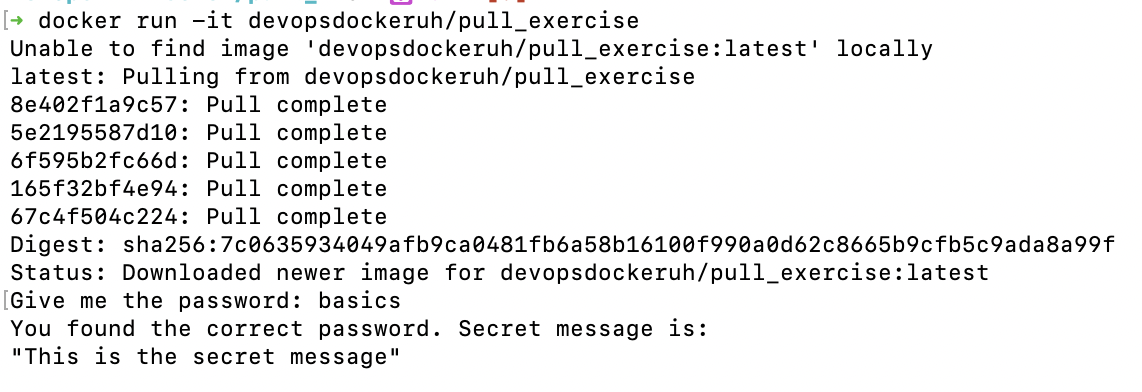 [➜ docker run -it devopsdockeruh/pull_exercise
Unable to find image 'devopsdockeruh/pull_exercise:latest' locally
latest: Pulling from devopsdockeruh/pull_exercise
8e402f1a9c57: Pull complete
5e2195587d10: Pull complete
6f595b2fc66d: Pull complete
165f32bf4e94: Pull complete
67c4f504c224: Pull complete
Digest: sha256:7c0635934049afb9ca0481fb6a58b16100f990a0d62c8665b9cfb5c9ada8a99f
Status: Downloaded newer image for devopsdockeruh/pull_exercise:latest
[Give me the password: basics
You found the correct password. Secret message is:
"This is the secret message"